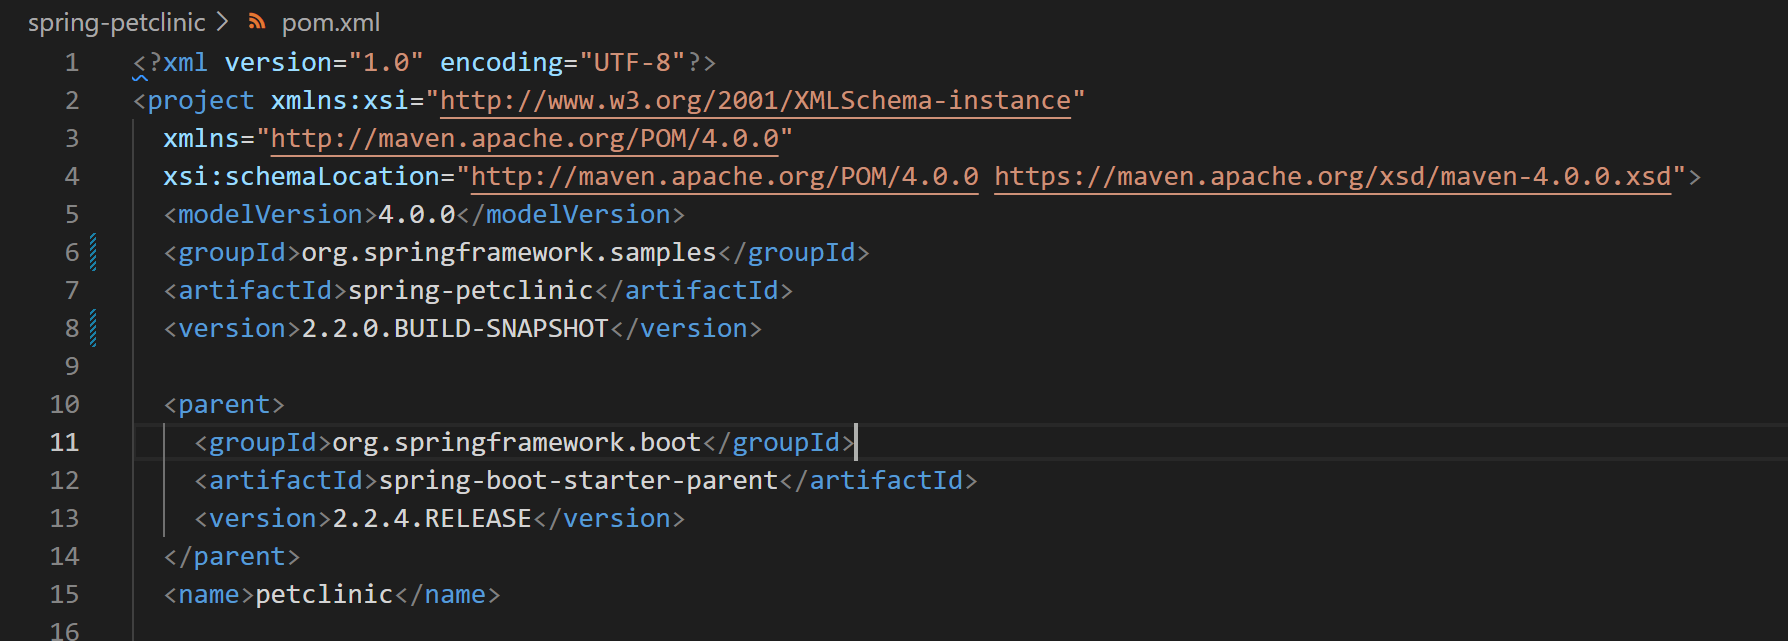 spring-petclinic > pom.xml
1 <?xml version="1.0" encoding="UTF-8"?>
2 <project xmlns:xsi="http://www.w3.org/2001/XMLSchema-instance"
3 xmlns="http://maven.apache.org/POM/4.0.0"
4 xsi:schemaLocation="http://maven.apache.org/POM/4.0.0 https://maven.apache.org/xsd/maven-4.0.0.xsd">
5 <modelVersion>4.0.0</modelVersion>
6 <groupId>org.springframework.samples</groupId>
7 <artifactId>spring-petclinic</artifactId>
8 <version>2.2.0.BUILD-SNAPSHOT</version>
9
10 <parent>
11 <groupId>org.springframework.boot</groupId>
12 <artifactId>spring-boot-starter-parent</artifactId>
13 <version>2.2.4.RELEASE</version>
14 </parent>
15 <name>petclinic</name>
16